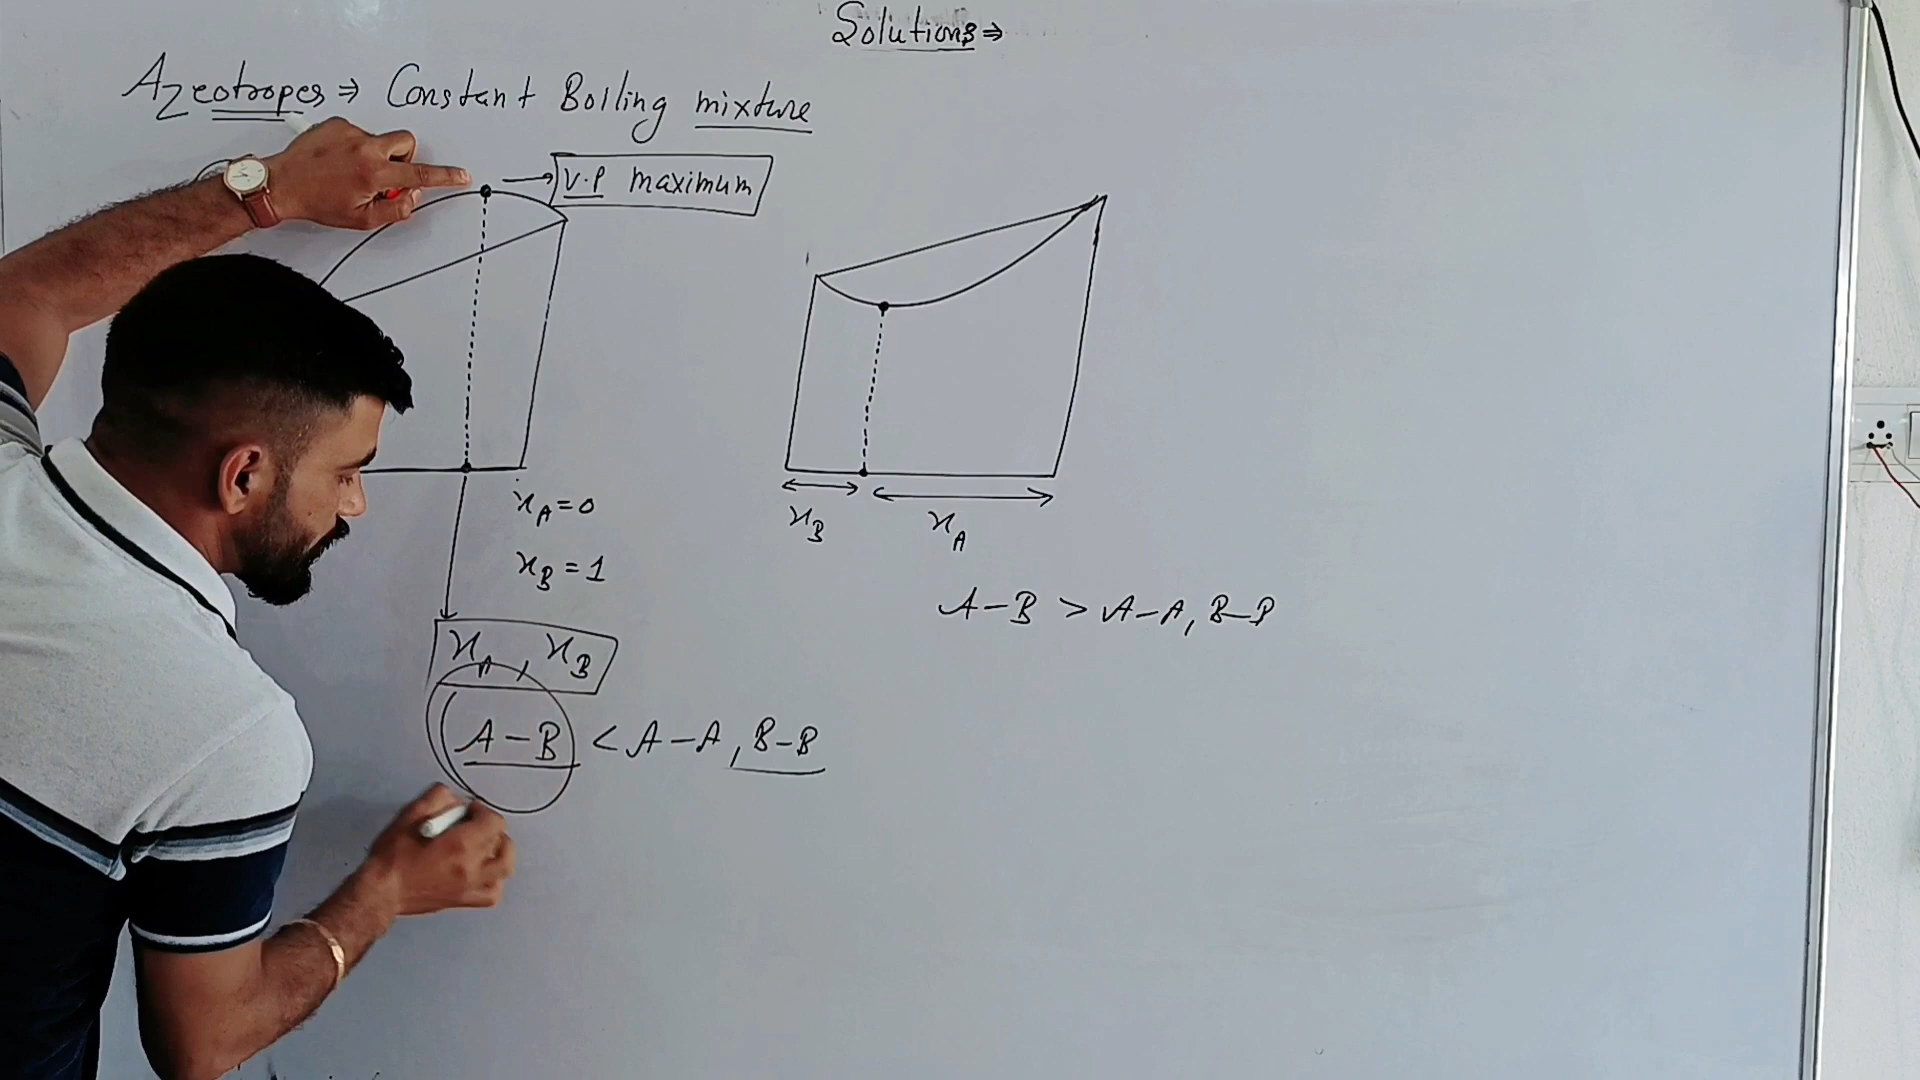 Solutions ⇒
Azeotropes ⇒ Constant Boiling mixture
V.P maximum
x_A = 0
x_B = 1
x_A , x_B
A-B < A-A , B-B
x_B x_A
A-B > A-A, B-B